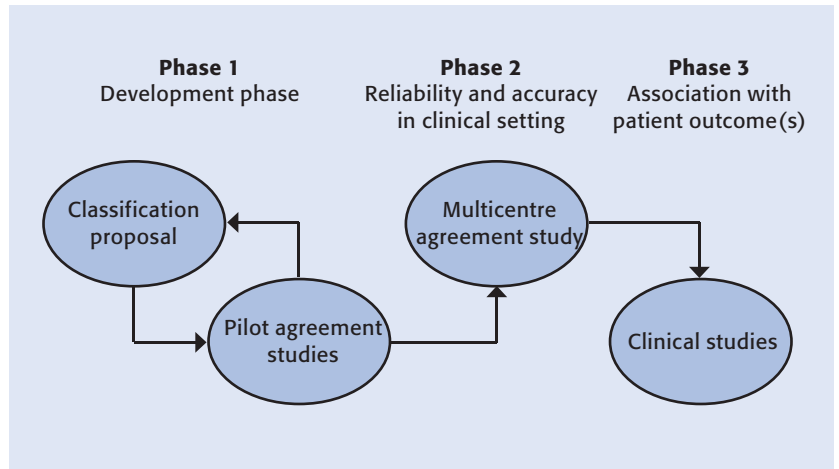 Phase 1
Development phase
Phase 2
Reliability and accuracy
in clinical setting
Phase 3
Association with
patient outcome(s)
Classification
proposal
Pilot agreement
studies
Multicentre
agreement study
Clinical studies